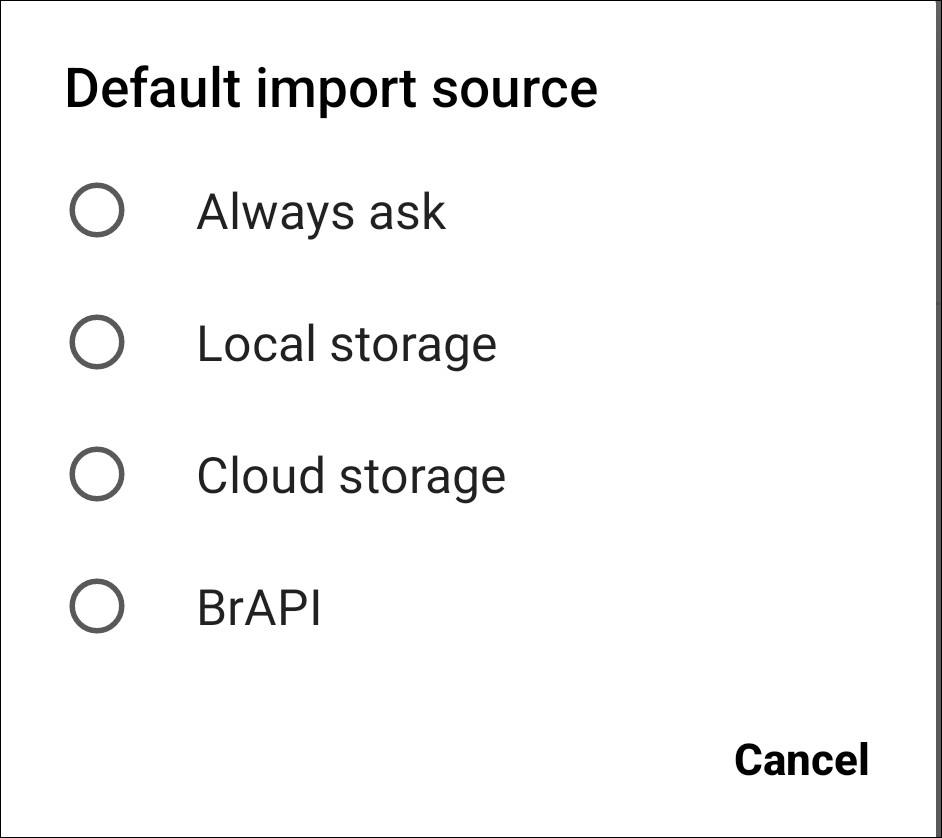 Default import source
Always ask
Local storage
Cloud storage
BrAPI
Cancel